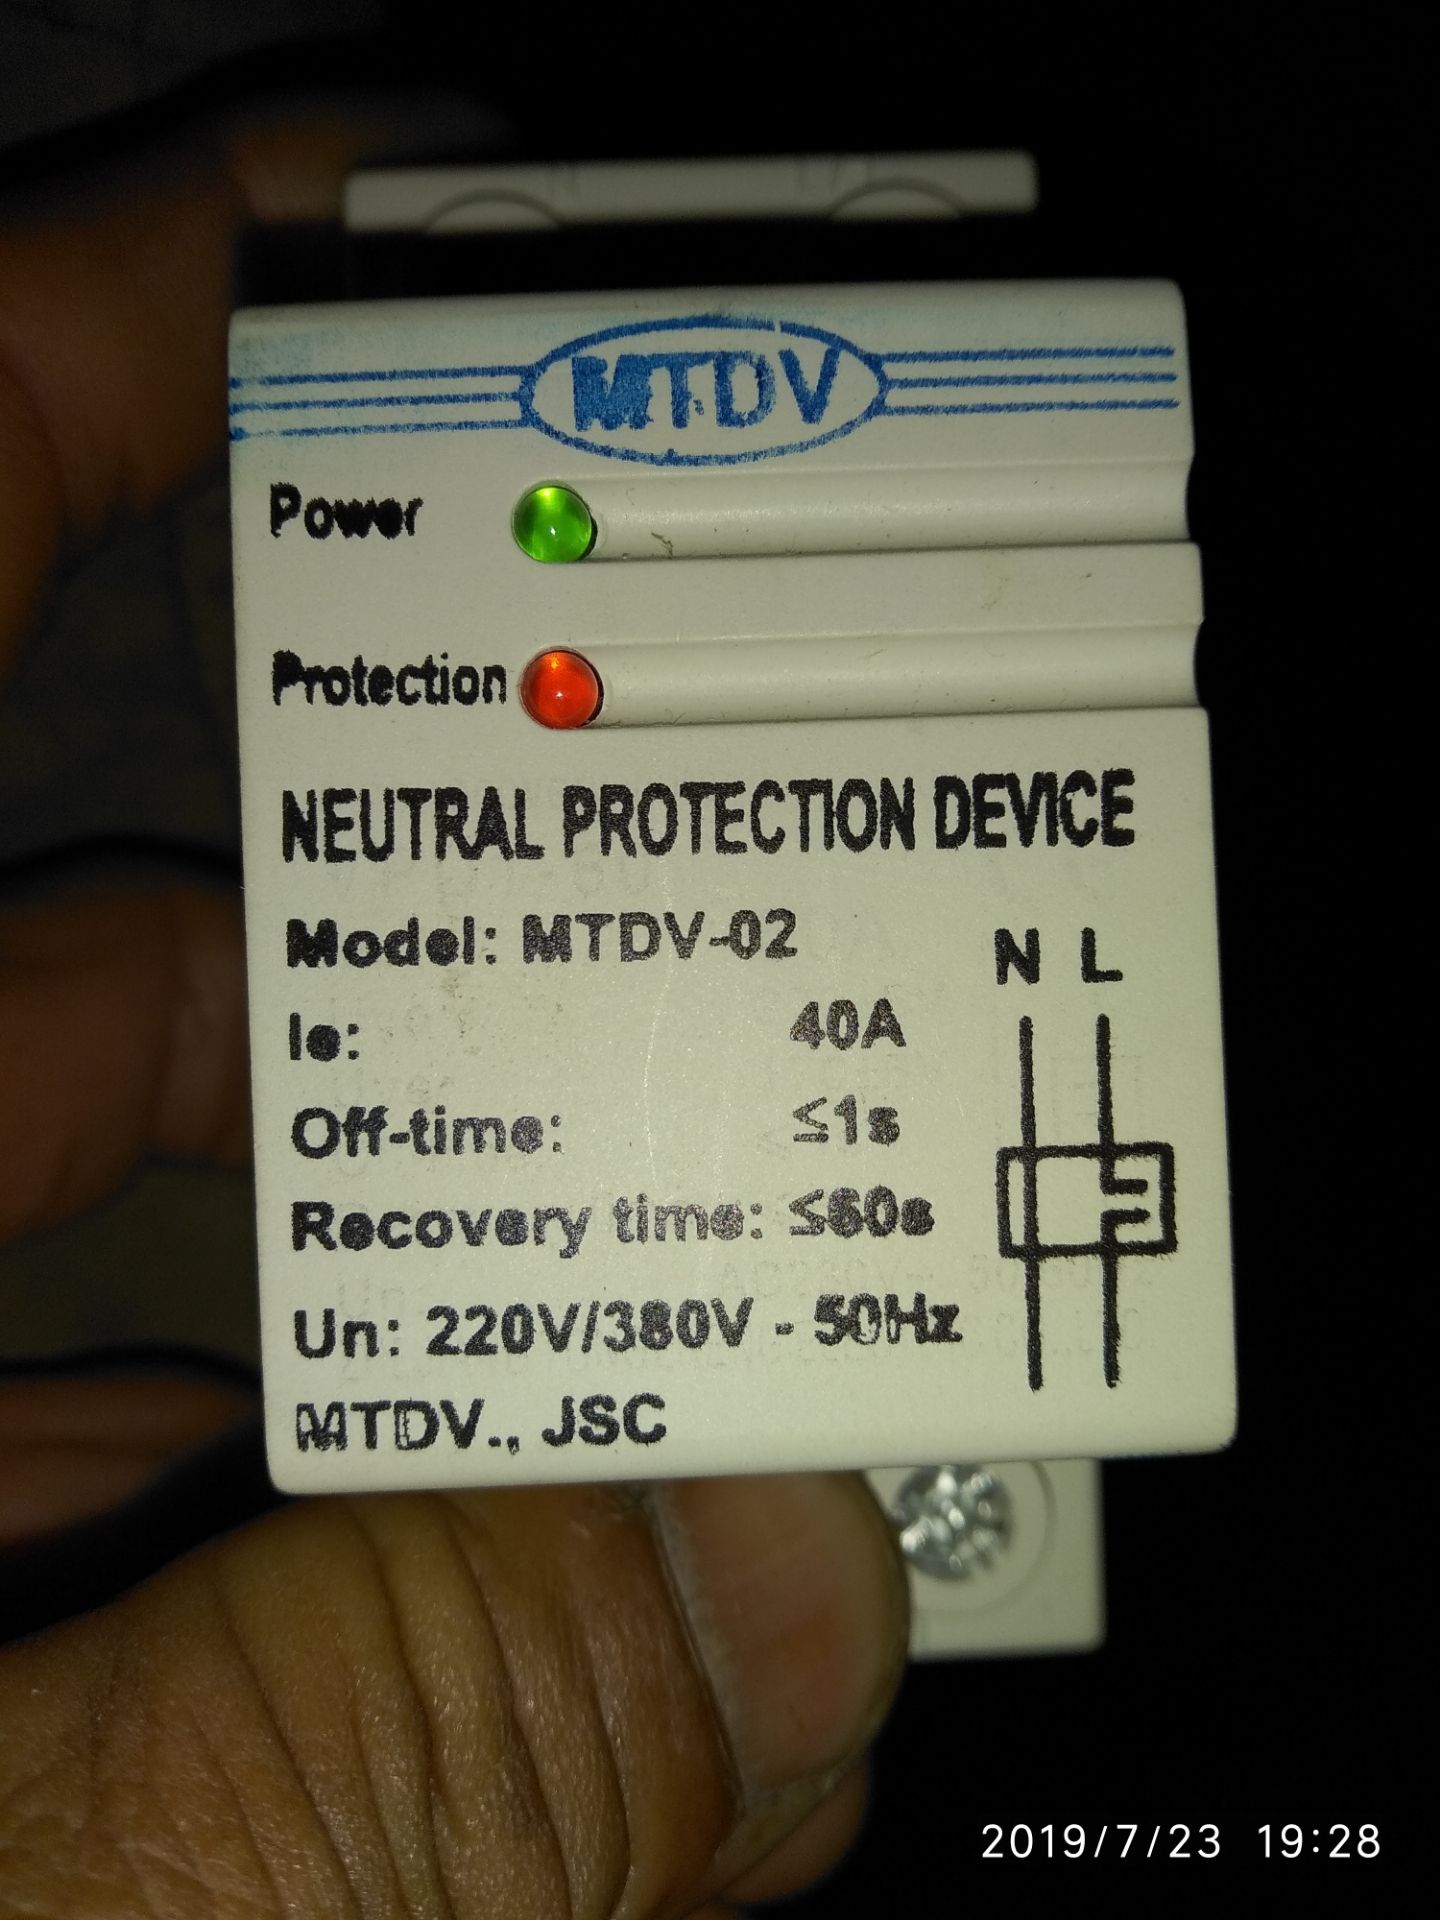 MTDV
Power
Protection
NEUTRAL PROTECTION DEVICE
Model: MTDV-02
N L
Ie: 40A
Off-time: ≤1s
Recovery time: ≤60s
Un: 220V/380V - 50Hz
MTDV., JSC
2019/7/23 19:28